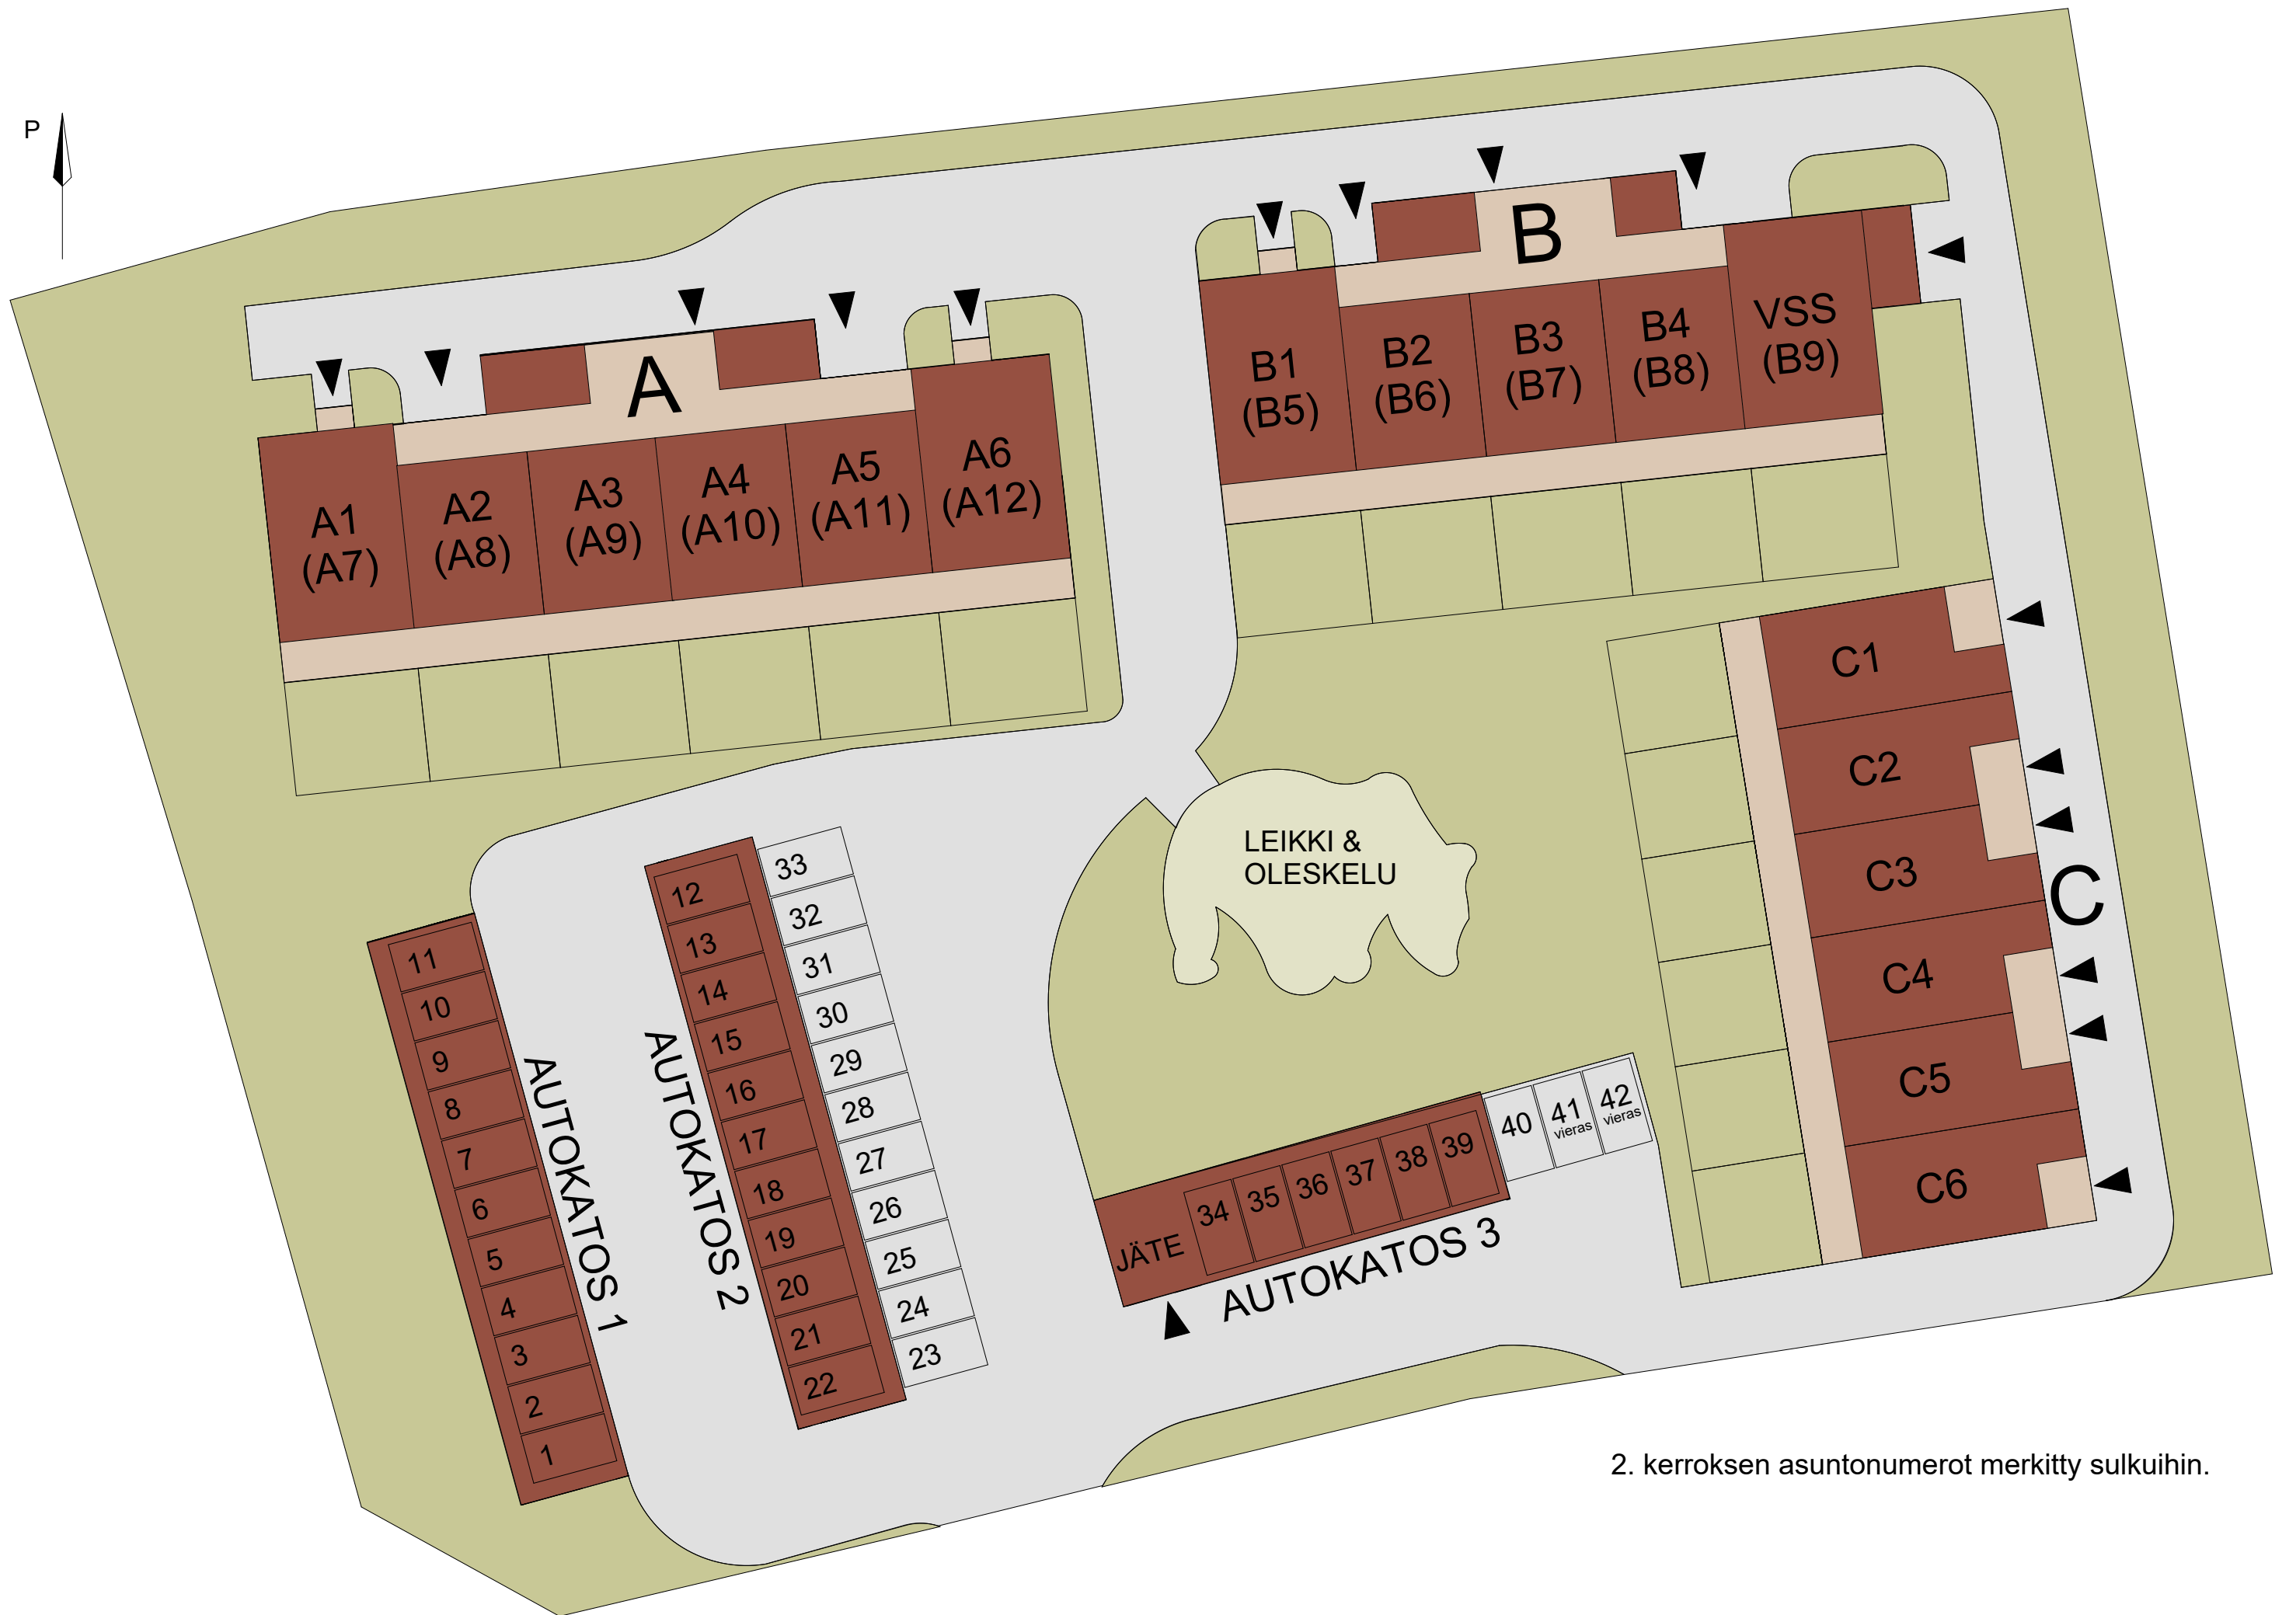 P
A
A1
(A7)
A2
(A8)
A3
(A9)
A4
(A10)
A5
(A11)
A6
(A12)
B
B1
(B5)
B2
(B6)
B3
(B7)
B4
(B8)
VSS
(B9)
C
C1
C2
C3
C4
C5
C6
LEIKKI &
OLESKELU
11
10
9
8
7
6
5
4
3
2
1
AUTOKATOS 1
AUTOKATOS 2
12
13
14
15
16
17
18
19
20
21
22
33
32
31
30
29
28
27
26
25
24
23
JÄTE
34
35
36
37
38
39
40
41
vieras
42
vieras
AUTOKATOS 3
2. kerroksen asuntonumerot merkitty sulkuihin.